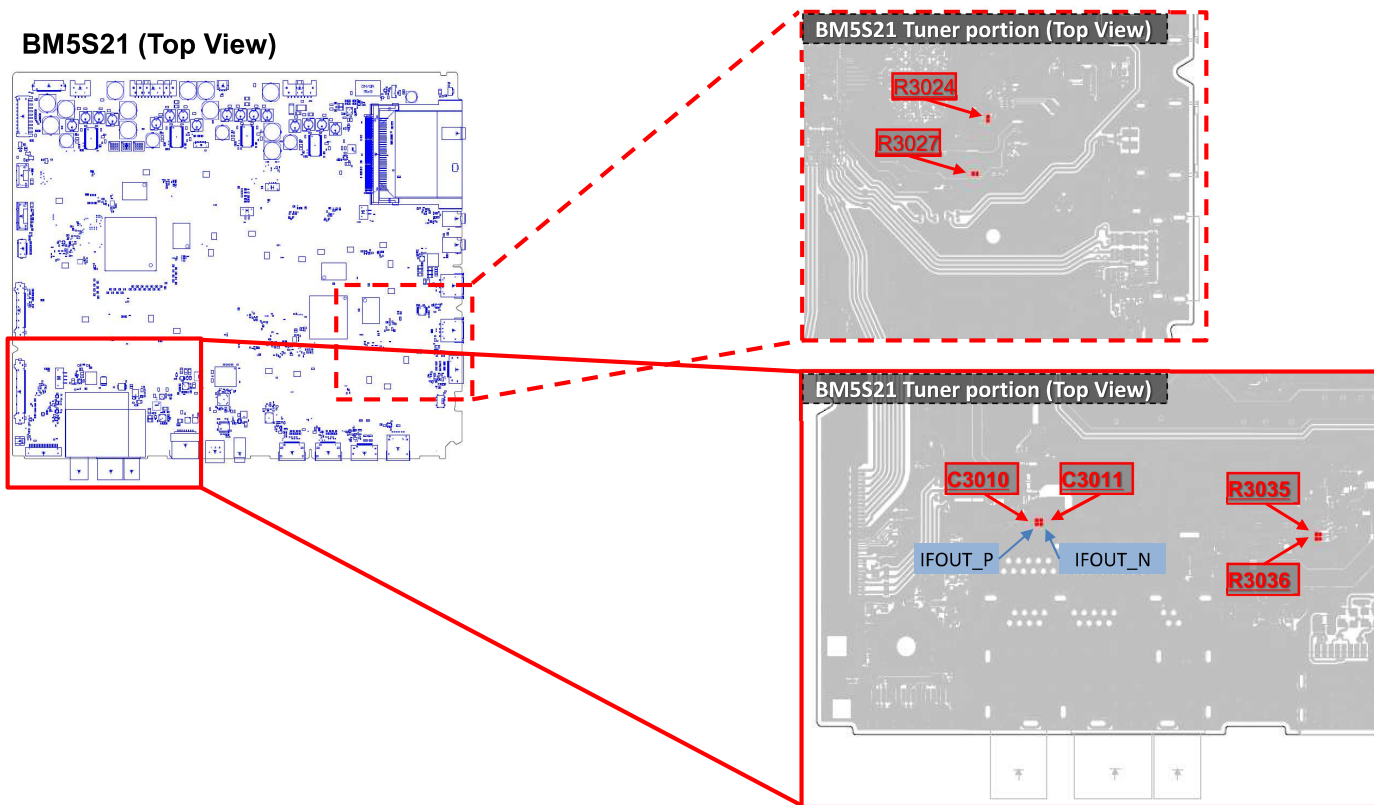 BM5S21 (Top View)
BM5S21 Tuner portion (Top View)
R3024
R3027
BM5S21 Tuner portion (Top View)
C3010
C3011
R3035
IFOUT_P
IFOUT_N
R3036